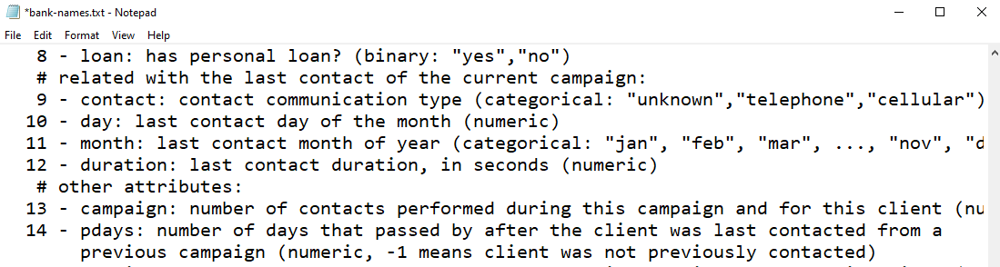 *bank-names.txt - Notepad
File Edit Format View Help
8 - loan: has personal loan? (binary: "yes","no")
# related with the last contact of the current campaign:
9 - contact: contact communication type (categorical: "unknown","telephone","cellular")
10 - day: last contact day of the month (numeric)
11 - month: last contact month of year (categorical: "jan", "feb", "mar", ..., "nov", "d
12 - duration: last contact duration, in seconds (numeric)
# other attributes:
13 - campaign: number of contacts performed during this campaign and for this client (nu
14 - pdays: number of days that passed by after the client was last contacted from a
previous campaign (numeric, -1 means client was not previously contacted)